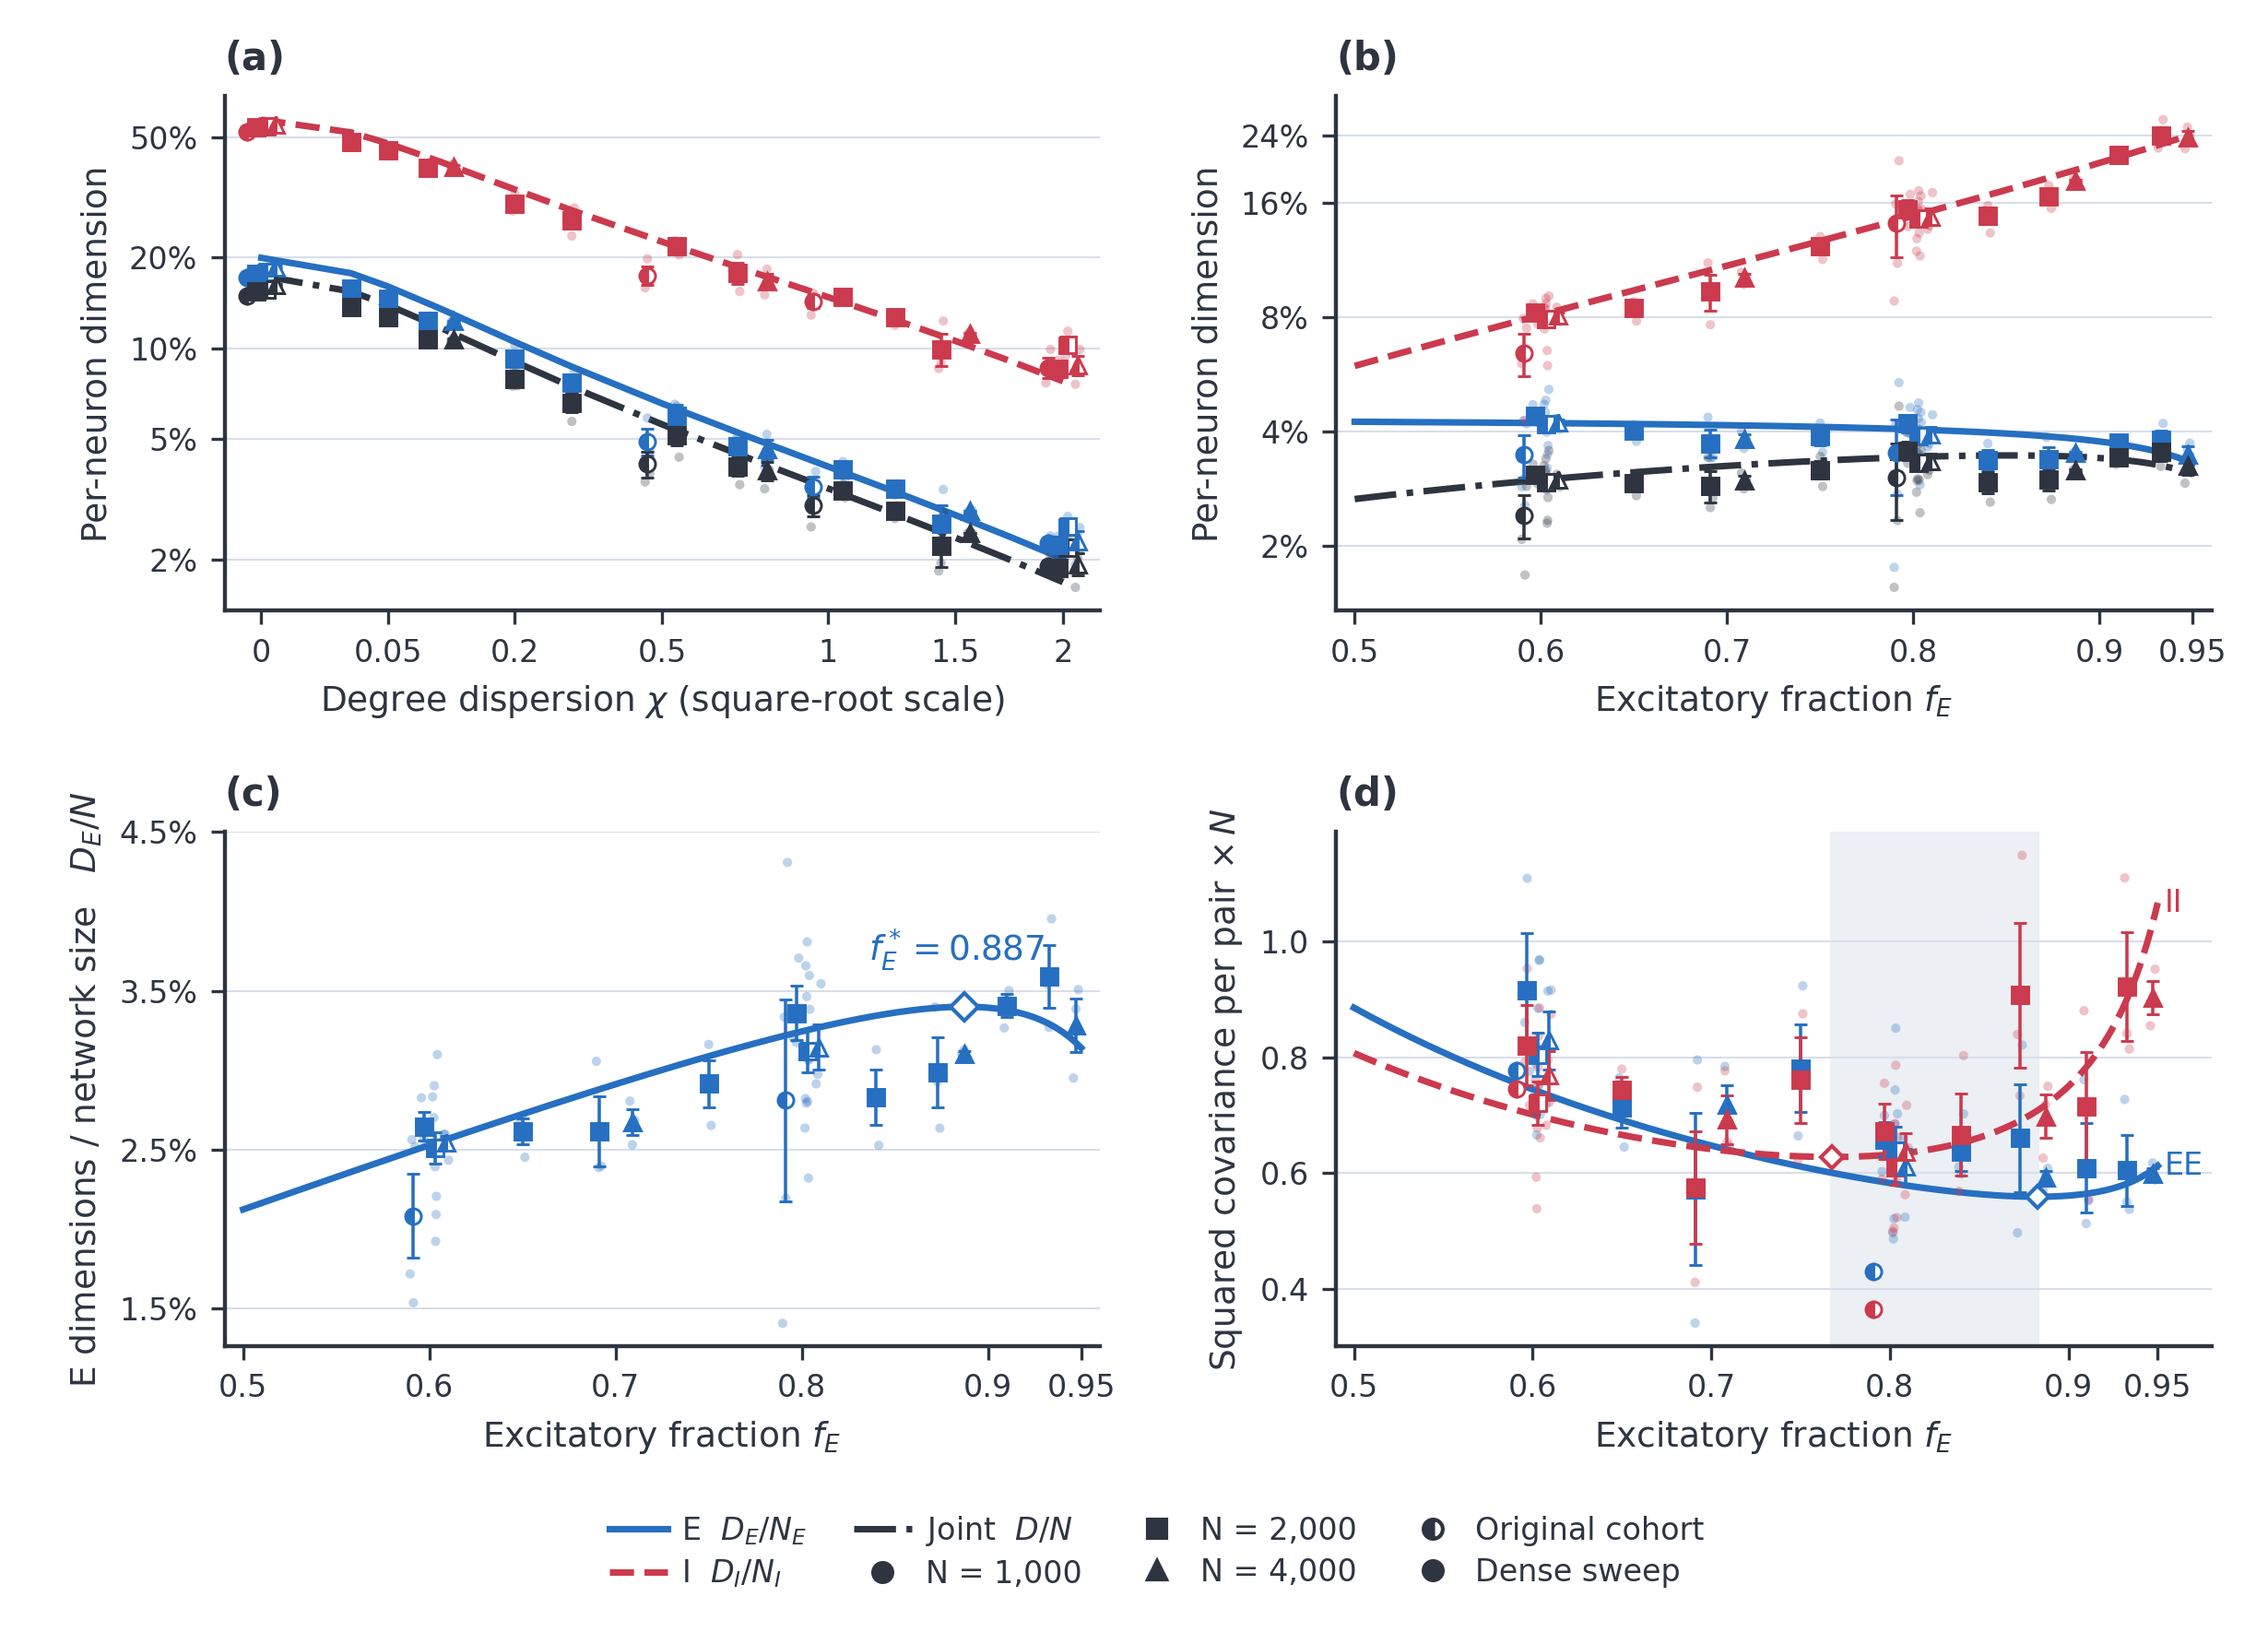 (a)
50%
20%
10%
5%
2%
Per-neuron dimension
0 0.05 0.2 0.5 1 1.5 2
Degree dispersion χ (square-root scale)
(b)
24%
16%
8%
4%
2%
Per-neuron dimension
0.5 0.6 0.7 0.8 0.9 0.95
Excitatory fraction f_E
(c)
4.5%
3.5%
2.5%
1.5%
E dimensions / network size D_E/N
f_E^* = 0.887
0.5 0.6 0.7 0.8 0.9 0.95
Excitatory fraction f_E
(d)
1.0
0.8
0.6
0.4
Squared covariance per pair × N
II
EE
0.5 0.6 0.7 0.8 0.9 0.95
Excitatory fraction f_E
E D_E/N_E
I D_I/N_I
Joint D/N
N = 1,000
N = 2,000
N = 4,000
Original cohort
Dense sweep